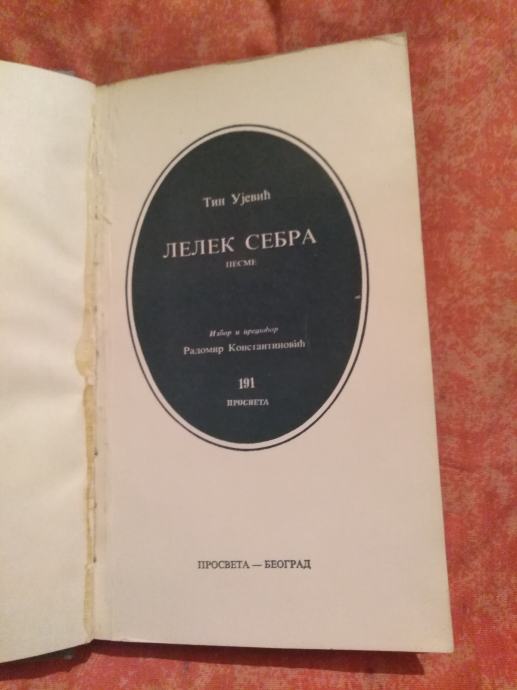 Тин Ујевић
ЛЕЛЕК СЕБРА
ПЕСМЕ
Избор и предговор
Радомир Константиновић
191
ПРОСВЕТА
ПРОСВЕТА — БЕОГРАД